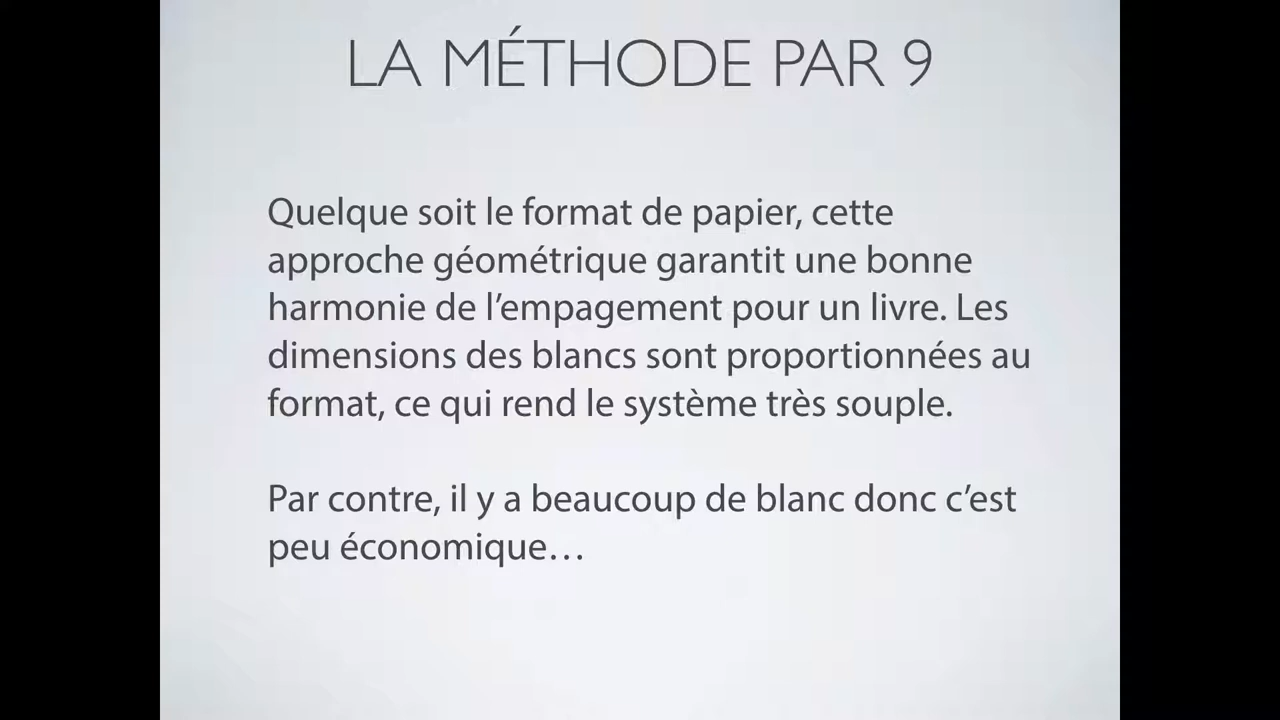 LA MÉTHODE PAR 9
Quelque soit le format de papier, cette
approche géométrique garantit une bonne
harmonie de l’empagement pour un livre. Les
dimensions des blancs sont proportionnées au
format, ce qui rend le système très souple.
Par contre, il y a beaucoup de blanc donc c’est
peu économique…